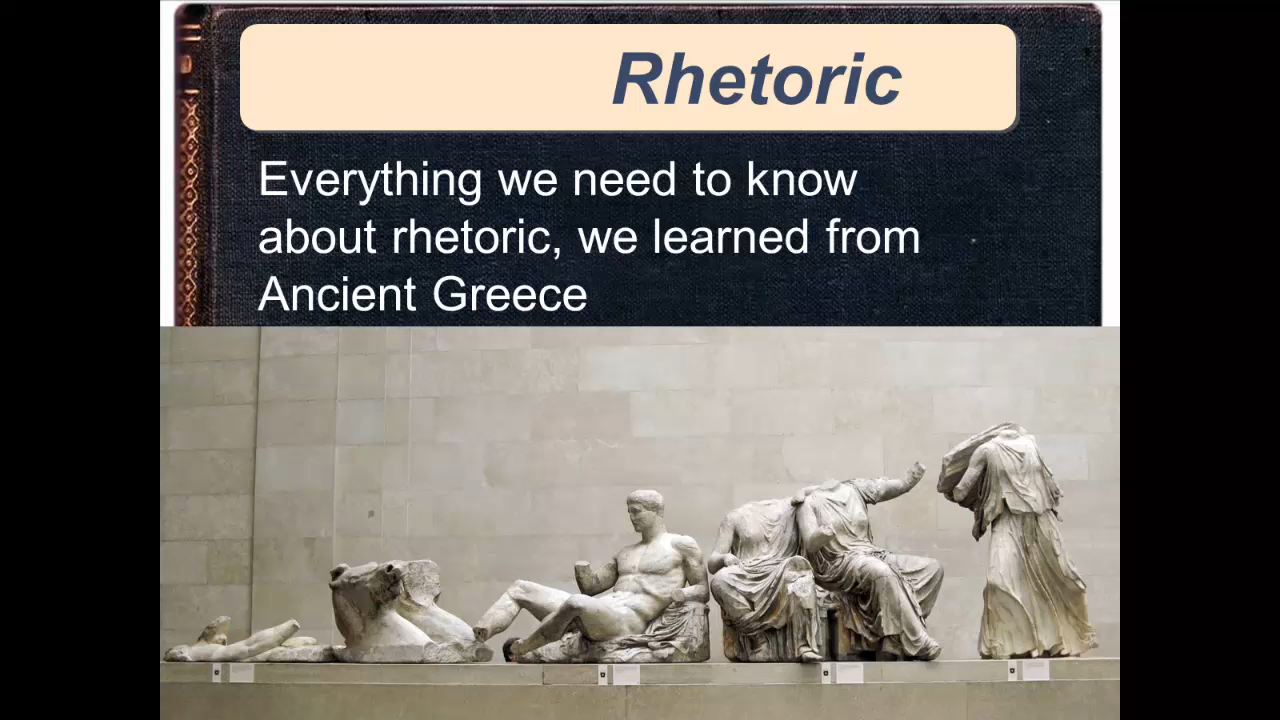 Rhetoric
Everything we need to know
about rhetoric, we learned from
Ancient Greece